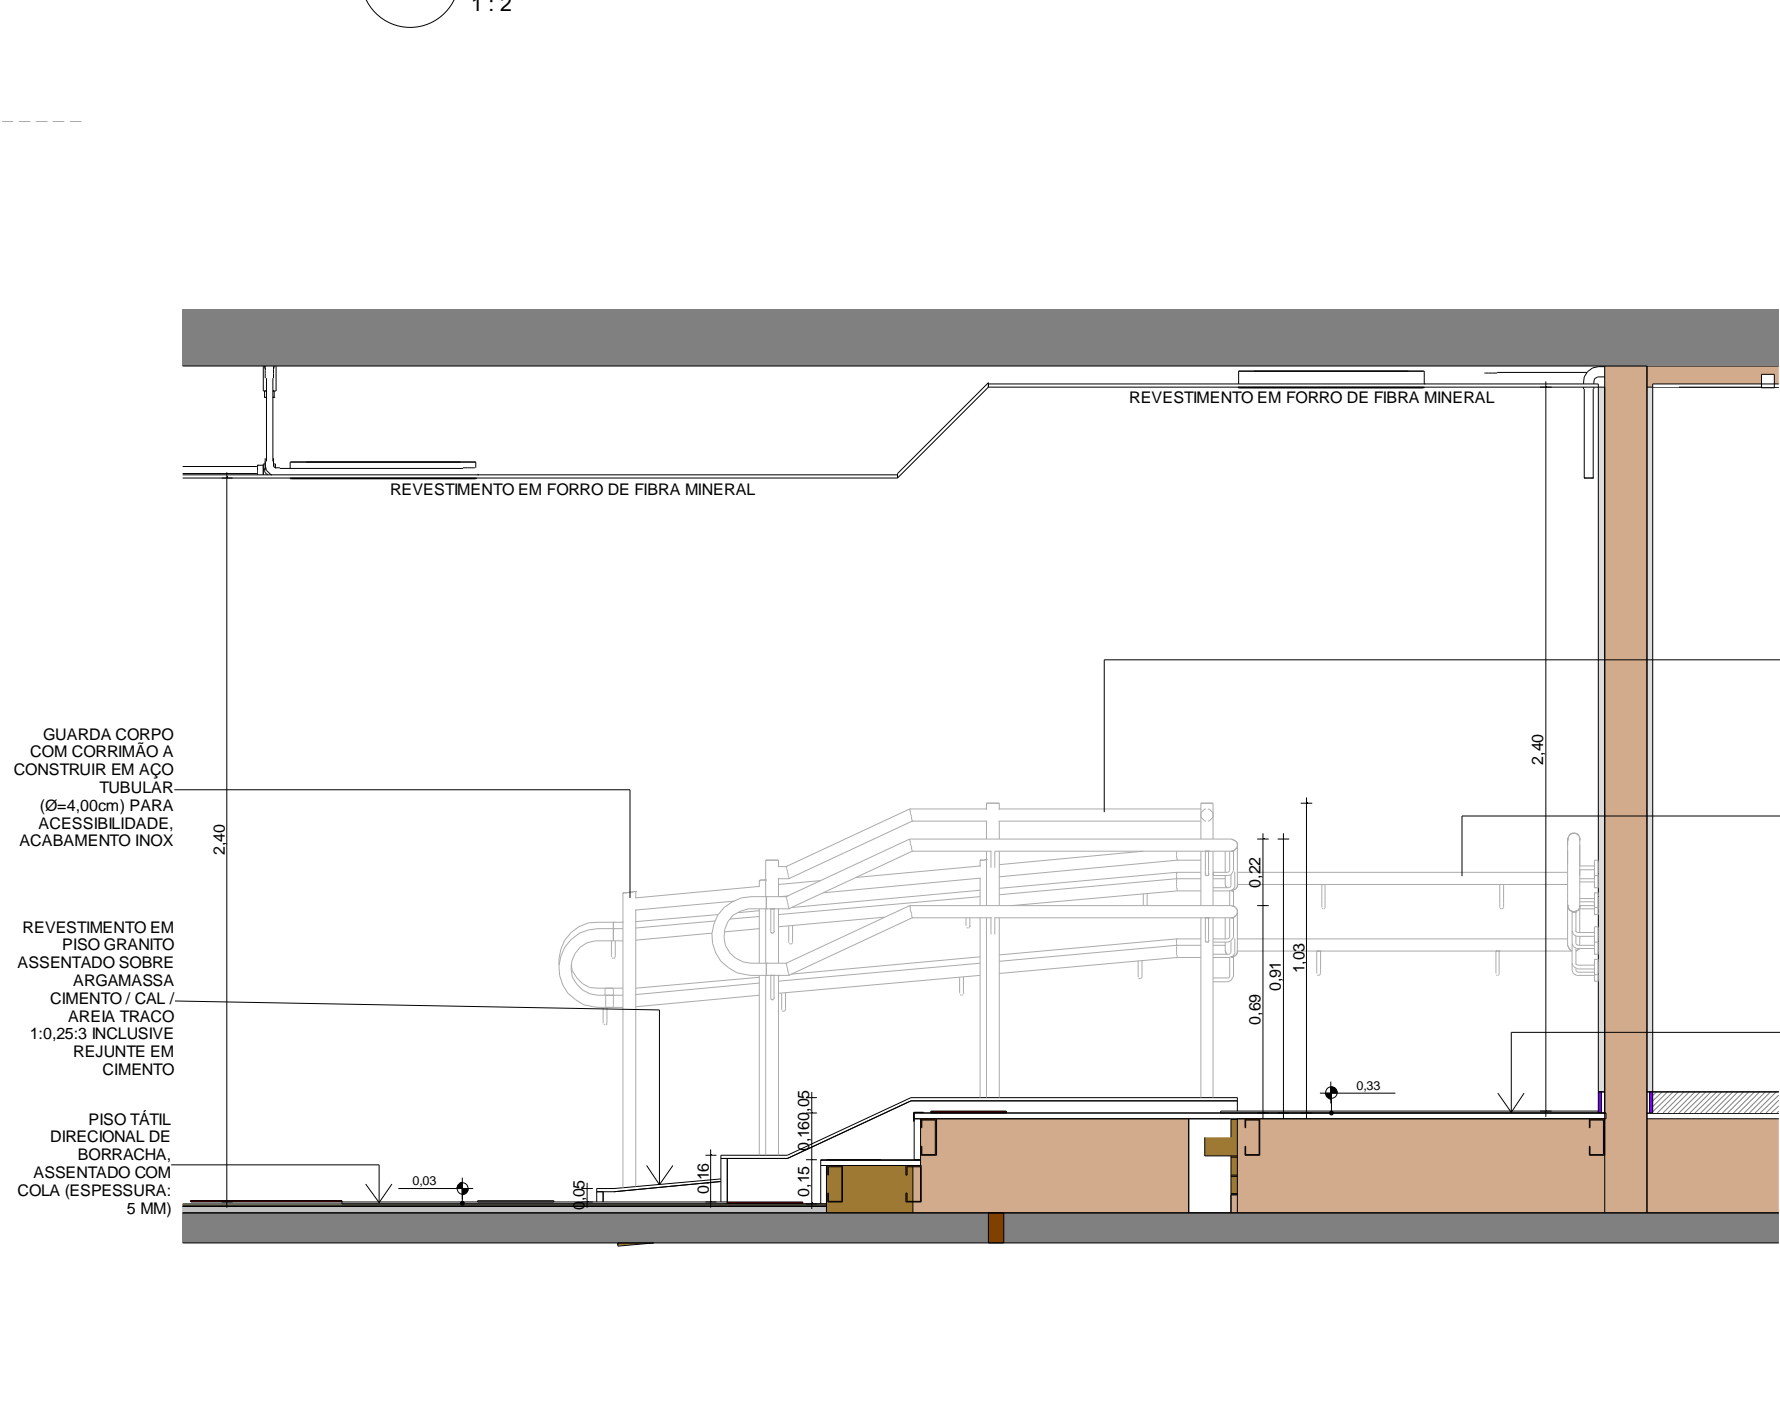 1 : 2
REVESTIMENTO EM FORRO DE FIBRA MINERAL
REVESTIMENTO EM FORRO DE FIBRA MINERAL
GUARDA CORPO
COM CORRIMÃO A
CONSTRUIR EM AÇO
TUBULAR
(Ø=4,00cm) PARA
ACESSIBILIDADE,
ACABAMENTO INOX
2,40
2,40
0,22
0,91
1,03
0,69
REVESTIMENTO EM
PISO GRANITO
ASSENTADO SOBRE
ARGAMASSA
CIMENTO / CAL /
AREIA TRACO
1:0,25:3 INCLUSIVE
REJUNTE EM
CIMENTO
0,33
0,05
0,16
0,15
0,16
0,05
0,03
PISO TÁTIL
DIRECIONAL DE
BORRACHA,
ASSENTADO COM
COLA (ESPESSURA:
5 MM)